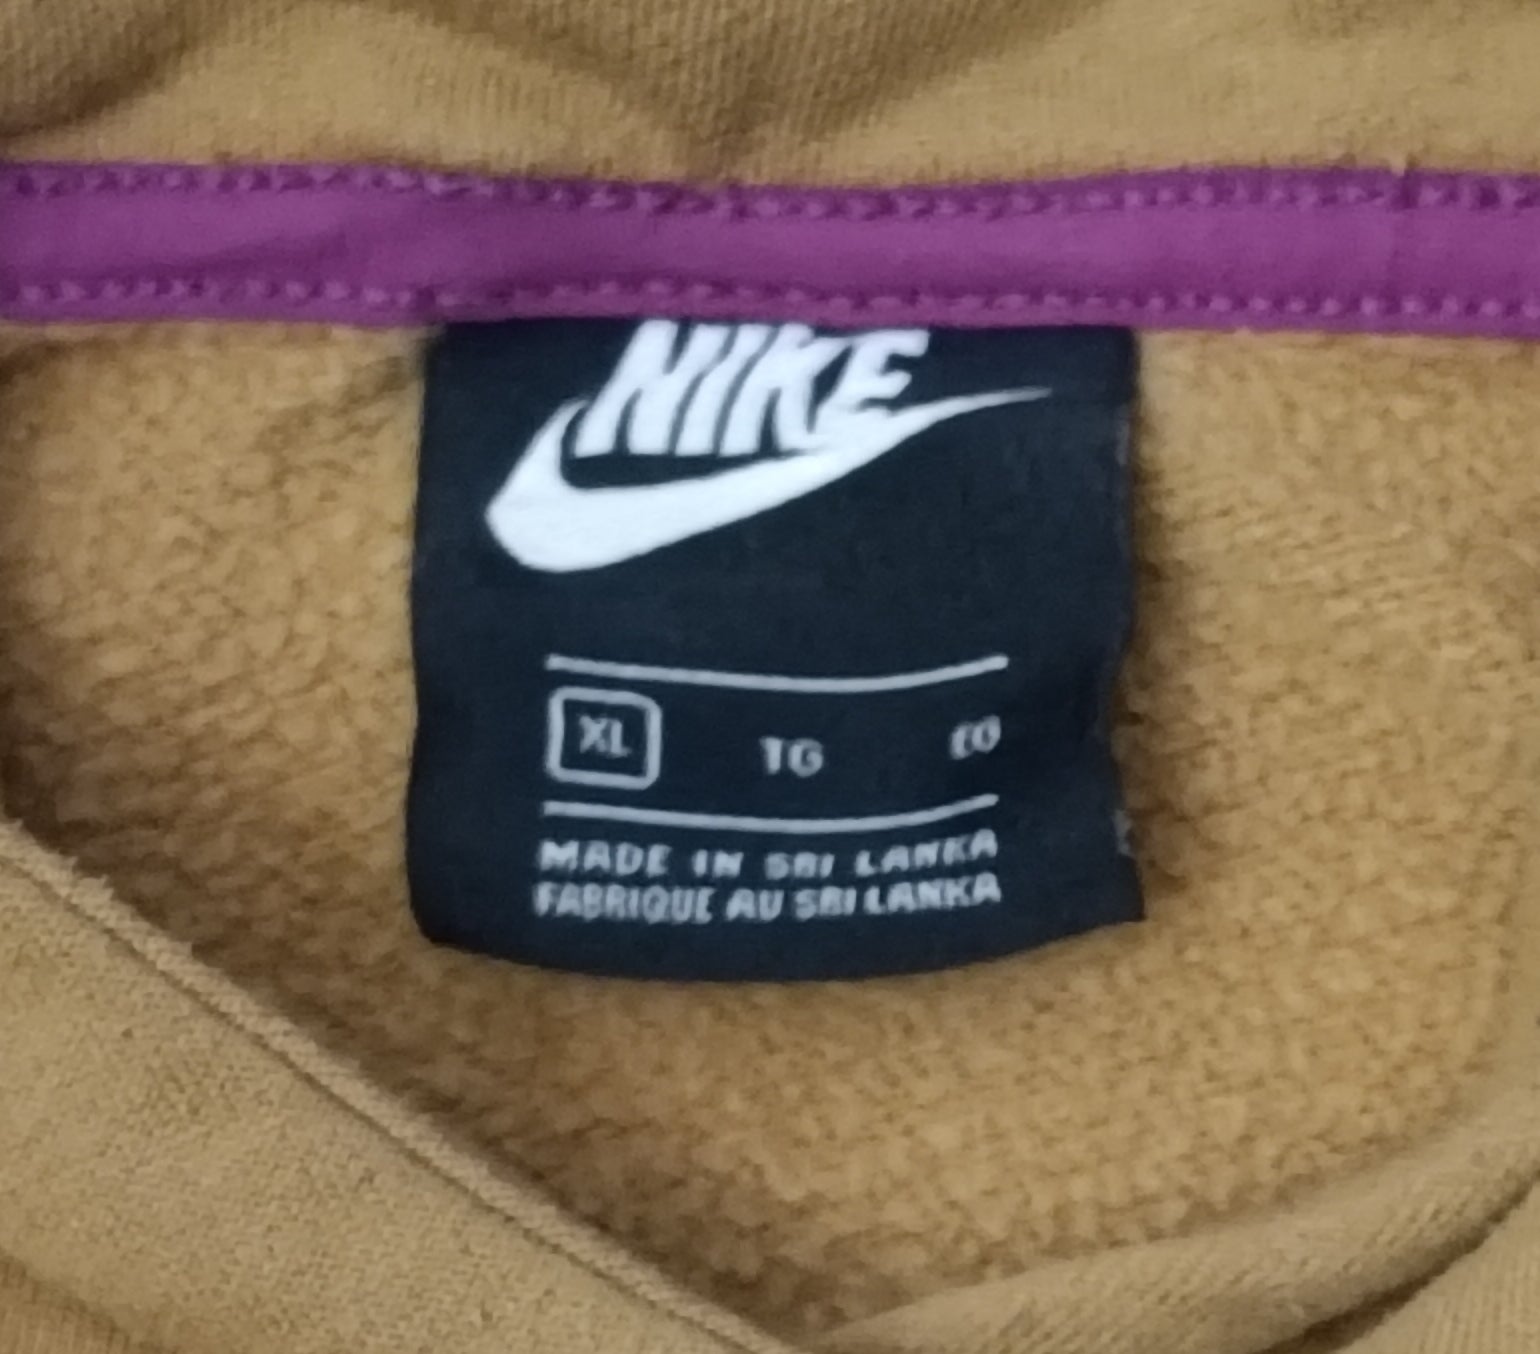 NIKE
XL TG EG
MADE IN SRI LANKA
FABRIQUE AU SRI LANKA